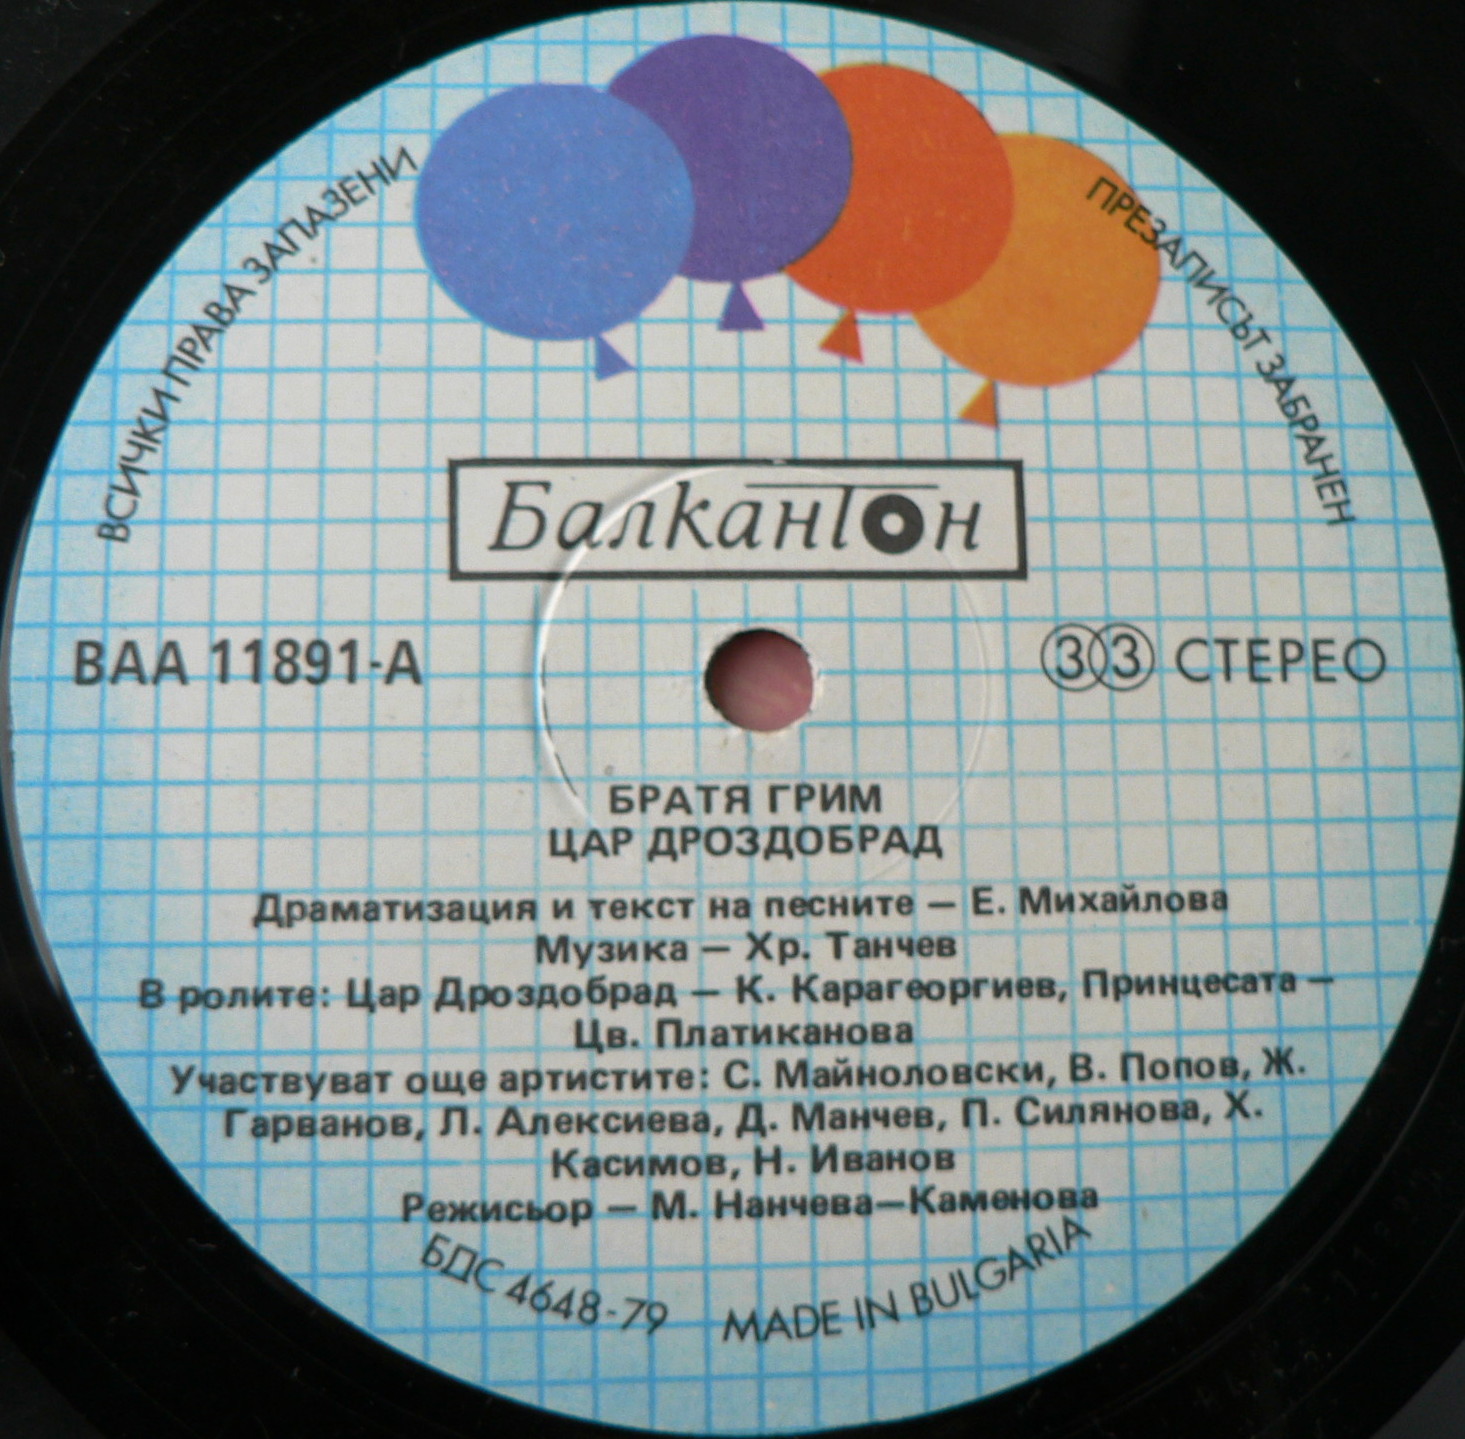 ВСИЧКИ ПРАВА ЗАПАЗЕНИ
ПРЕЗАПИСЪТ ЗАБРАНЕН
Балкантон
ВАА 11891-А
33 СТЕРЕО
БРАТЯ ГРИМ
ЦАР ДРОЗДОБРАД
Драматизация и текст на песните — Е. Михайлова
Музика — Хр. Танчев
В ролите: Цар Дроздобрад — К. Карагеоргиев, Принцесата —
Цв. Платиканова
Участвуват още артистите: С. Майноловски, В. Попов, Ж.
Гарванов, Л. Алексиева, Д. Манчев, П. Силянова, Х.
Касимов, Н. Иванов
Режисьор — М. Нанчева—Каменова
БДС 4648-79
MADE IN BULGARIA